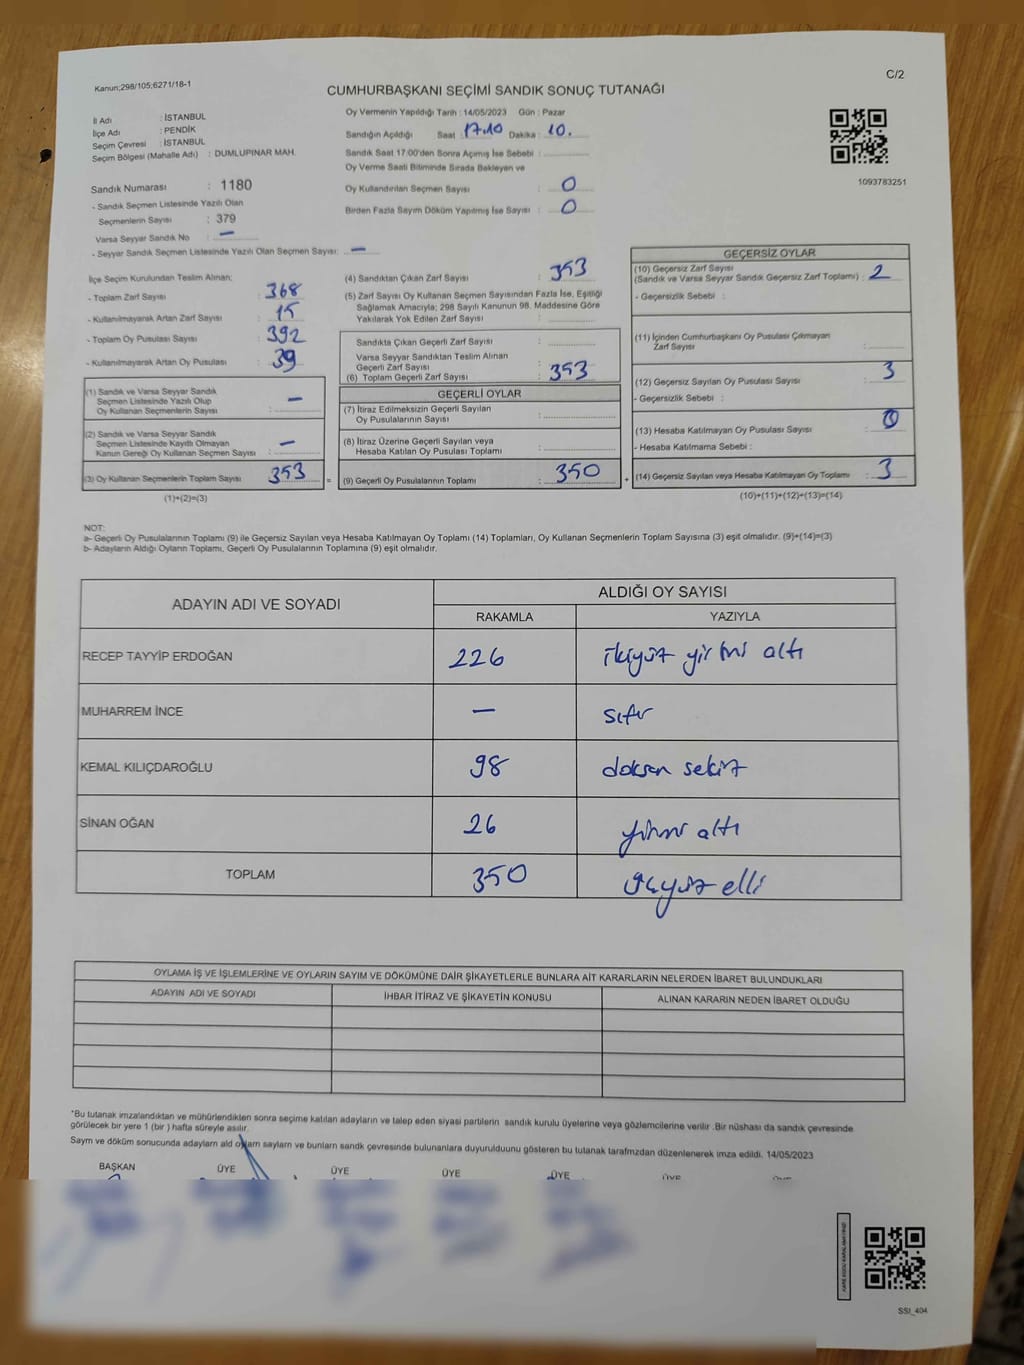 Kanun;298/105;6271/18-1
C/2
CUMHURBAŞKANI SEÇİMİ SANDIK SONUÇ TUTANAĞI
İl Adı : İSTANBUL
İlçe Adı : PENDİK
Seçim Çevresi : İSTANBUL
Seçim Bölgesi (Mahalle Adı) : DUMLUPINAR MAH.
Sandık Numarası : 1180
- Sandık Seçmen Listesinde Yazılı Olan
Seçmenlerin Sayısı : 379
Varsa Seyyar Sandık No : —
- Seyyar Sandık Seçmen Listesinde Yazılı Olan Seçmen Sayısı: —
Oy Vermenin Yapıldığı Tarih : 14/05/2023 Gün : Pazar
Sandığın Açıldığı Saat : 17.10 Dakika : 10.
Sandık Saat 17:00'den Sonra Açımış İse Sebebi :
Oy Verme Saati Bitiminde Sırada Bekleyen ve
Oy Kullandırılan Seçmen Sayısı : 0
Birden Fazla Sayım Döküm Yapılmış İse Sayısı : 0
1093783251
İlçe Seçim Kurulundan Teslim Alınan:
- Toplam Zarf Sayısı : 368
- Kullanılmayarak Artan Zarf Sayısı : 15
- Toplam Oy Pusulası Sayısı : 392
- Kullanılmayarak Artan Oy Pusulası : 39
(1) Sandık ve Varsa Seyyar Sandık
Seçmen Listesinde Yazılı Olup
Oy Kullanan Seçmenlerin Sayısı : —
(2) Sandık ve Varsa Seyyar Sandık
Seçmen Listesinde Kayıtlı Olmayan
Kanun Gereği Oy Kullanan Seçmen Sayısı : —
(3) Oy Kullanan Seçmenlerin Toplam Sayısı : 353
(1)+(2)=(3)
(4) Sandıktan Çıkan Zarf Sayısı : 353
(5) Zarf Sayısı Oy Kullanan Seçmen Sayısından Fazla İse, Eşitliği
Sağlamak Amacıyla; 298 Sayılı Kanunun 98. Maddesine Göre
Yakılarak Yok Edilen Zarf Sayısı :
Sandıkta Çıkan Geçerli Zarf Sayısı :
Varsa Seyyar Sandıktan Teslim Alınan
Geçerli Zarf Sayısı :
(6) Toplam Geçerli Zarf Sayısı : 353
GEÇERLİ OYLAR
(7) İtiraz Edilmeksizin Geçerli Sayılan
Oy Pusulalarının Sayısı :
(8) İtiraz Üzerine Geçerli Sayılan veya
Hesaba Katılan Oy Pusulası Toplamı :
= (9) Geçerli Oy Pusulalarının Toplamı : 350 +
GEÇERSİZ OYLAR
(10) Geçersiz Zarf Sayısı
(Sandık ve Varsa Seyyar Sandık Geçersiz Zarf Toplamı) : 2
- Geçersizlik Sebebi :
(11) İçinden Cumhurbaşkanı Oy Pusulası Çıkmayan
Zarf Sayısı :
(12) Geçersiz Sayılan Oy Pusulası Sayısı : 3
- Geçersizlik Sebebi :
(13) Hesaba Katılmayan Oy Pusulası Sayısı : 0
- Hesaba Katılmama Sebebi :
(14) Geçersiz Sayılan veya Hesaba Katılmayan Oy Toplamı : 3
(10)+(11)+(12)+(13)=(14)
NOT:
a- Geçerli Oy Pusulalarının Toplamı (9) ile Geçersiz Sayılan veya Hesaba Katılmayan Oy Toplamı (14) Toplamları, Oy Kullanan Seçmenlerin Toplam Sayısına (3) eşit olmalıdır. (9)+(14)=(3)
b- Adayların Aldığı Oyların Toplamı, Geçerli Oy Pusulalarının Toplamına (9) eşit olmalıdır.
ADAYIN ADI VE SOYADI
ALDIĞI OY SAYISI
RAKAMLA YAZIYLA
RECEP TAYYİP ERDOĞAN 226 ikiyüz yirmi altı
MUHARREM İNCE — sıfır
KEMAL KILIÇDAROĞLU 98 doksan sekiz
SİNAN OĞAN 26 yirmi altı
TOPLAM 350 üçyüz elli
OYLAMA İŞ VE İŞLEMLERİNE VE OYLARIN SAYIM VE DÖKÜMÜNE DAİR ŞİKAYETLERLE BUNLARA AİT KARARLARIN NELERDEN İBARET BULUNDUKLARI
ADAYIN ADI VE SOYADI İHBAR İTİRAZ VE ŞİKAYETİN KONUSU ALINAN KARARIN NEDEN İBARET OLDUĞU
*Bu tutanak imzalandıktan ve mühürlendikten sonra seçime katılan adayların ve talep eden siyasi partilerin sandık kurulu üyelerine veya gözlemcilerine verilir .Bir nüshası da sandık çevresinde
görülecek bir yere 1 (bir ) hafta süreyle asılır.
Sayım ve döküm sonucunda adayların ald oyların sayları ve bunların sandk çevresinde bulunanlara duyurulduunu gösteren bu tutanak tarafmzdan düzenlenerek imza edildi. 14/05/2023
BAŞKAN ÜYE ÜYE ÜYE ÜYE ÜYE ÜYE
SSI_404